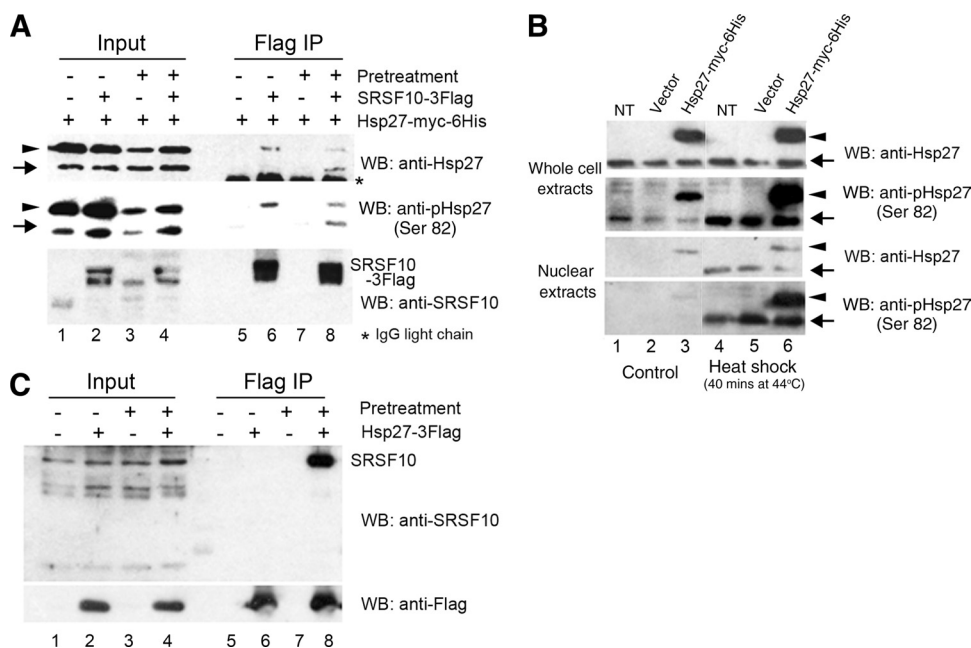 A
Input Flag IP
- - + + - - + + Pretreatment
- + - + - + - + SRSF10-3Flag
+ + + + + + + + Hsp27-myc-6His
WB: anti-Hsp27
*
WB: anti-pHsp27
(Ser 82)
SRSF10
-3Flag
WB: anti-SRSF10
1 2 3 4 5 6 7 8 * IgG light chain
B
NT Vector Hsp27-myc-6His NT Vector Hsp27-myc-6His
Whole cell
extracts
WB: anti-Hsp27
WB: anti-pHsp27
(Ser 82)
Nuclear
extracts
WB: anti-Hsp27
WB: anti-pHsp27
(Ser 82)
1 2 3 4 5 6
Control Heat shock
(40 mins at 44°C)
C
Input Flag IP
- - + + - - + + Pretreatment
- + - + - + - + Hsp27-3Flag
SRSF10
WB: anti-SRSF10
WB: anti-Flag
1 2 3 4 5 6 7 8